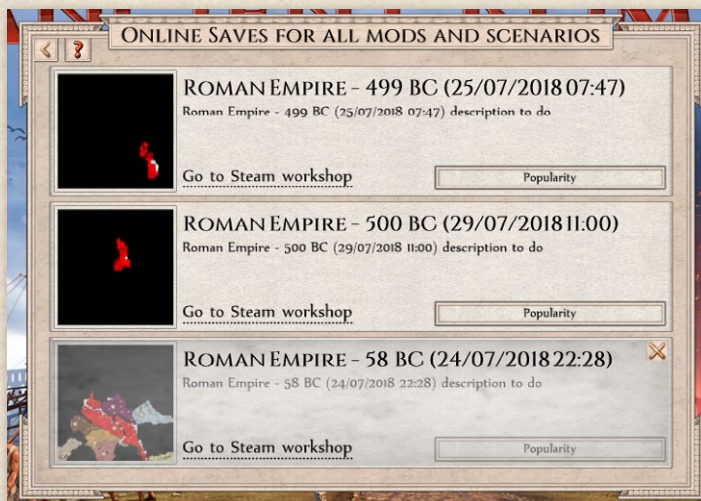 Online Saves for all mods and scenarios
Roman Empire - 499 BC (25/07/2018 07:47)
Roman Empire - 499 BC (25/07/2018 07:47) description to do
Go to Steam workshop
Popularity
Roman Empire - 500 BC (29/07/2018 11:00)
Roman Empire - 500 BC (29/07/2018 11:00) description to do
Go to Steam workshop
Popularity
Roman Empire - 58 BC (24/07/2018 22:28)
Roman Empire - 58 BC (24/07/2018 22:28) description to do
Go to Steam workshop
Popularity